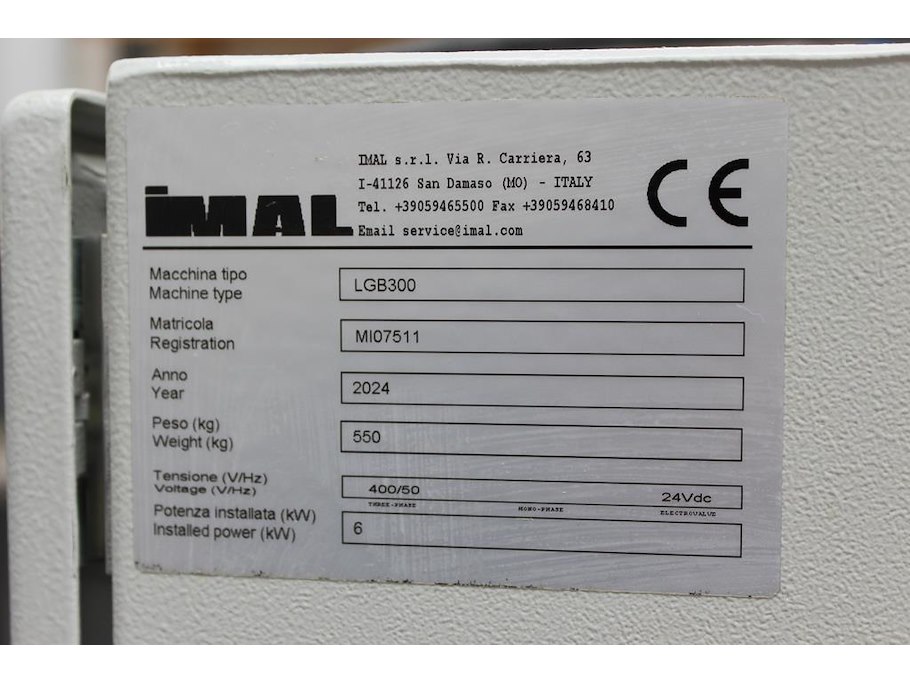 IMAL s.r.l. Via R. Carriera, 63
I-41126 San Damaso (MO) - ITALY
Tel. +39059465500 Fax +39059468410
Email service@imal.com
iMAL
CE
Macchina tipo
Machine type
LGB300
Matricola
Registration
MI07511
Anno
Year
2024
Peso (kg)
Weight (kg)
550
Tensione (V/Hz)
Voltage (V/Hz)
400/50
24Vdc
THREE-PHASE
MONO-PHASE
ELECTROVALVE
Potenza installata (kW)
Installed power (kW)
6